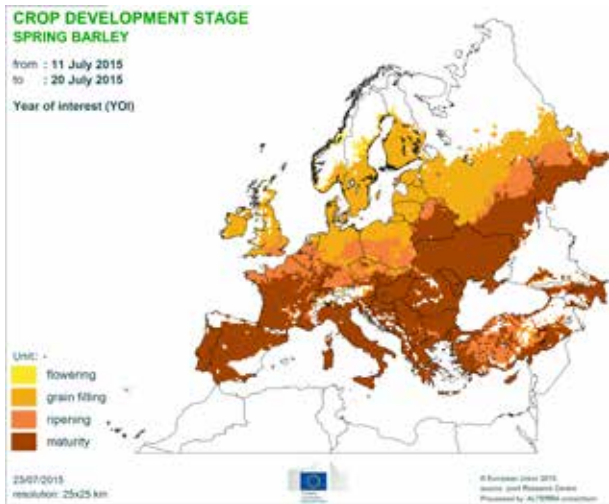 CROP DEVELOPMENT STAGE
SPRING BARLEY
from : 11 July 2015
to : 20 July 2015
Year of interest (YOI)
Unit: -
flowering
grain filling
ripening
maturity
23/07/2015
resolution: 25x25 km
© European Union 2015
source: Joint Research Centre
Processed by: ALTERRA consortium